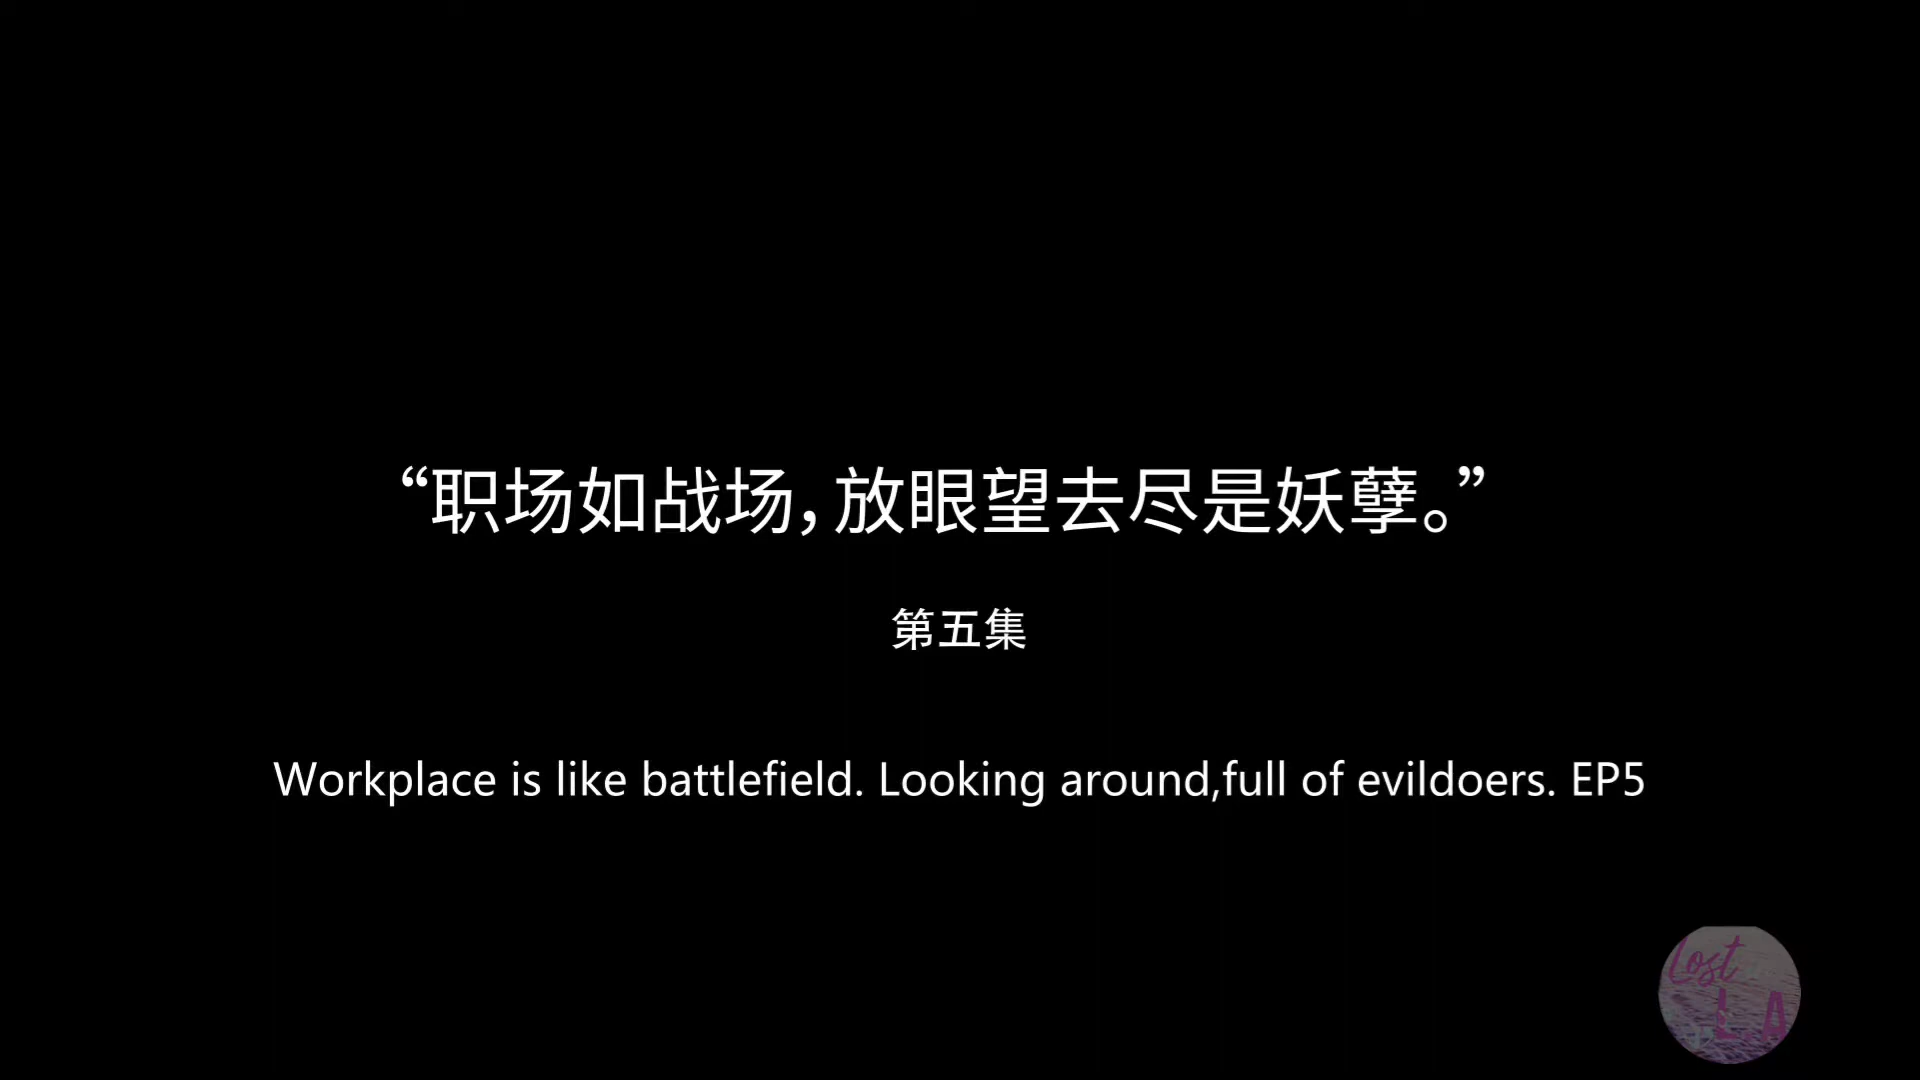 “职场如战场，放眼望去尽是妖孽。”
第五集
Workplace is like battlefield. Looking around,full of evildoers. EP5
Lost
L.A